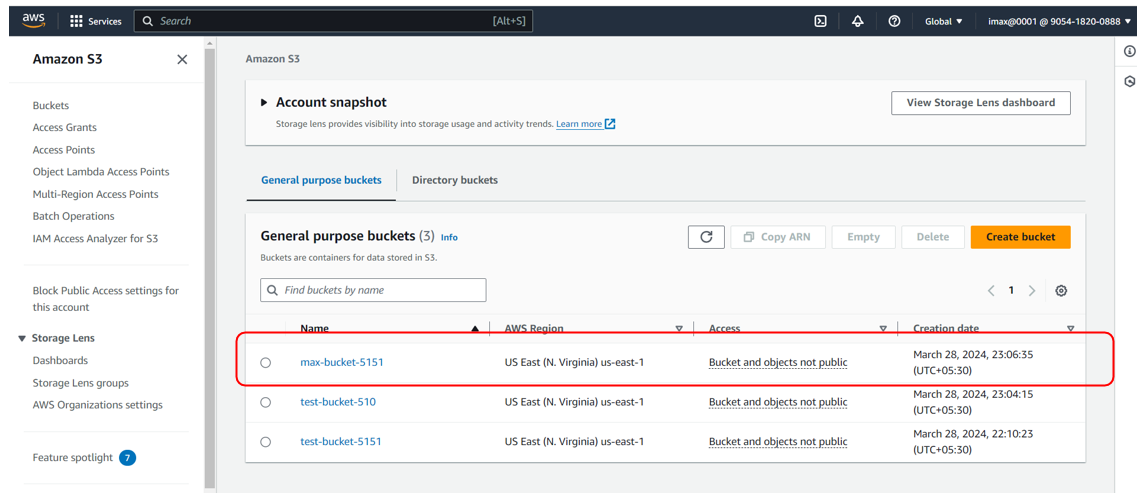 aws Services Search [Alt+S] Global ▼ imax@0001 @ 9054-1820-0888 ▼
Amazon S3
Buckets
Access Grants
Access Points
Object Lambda Access Points
Multi-Region Access Points
Batch Operations
IAM Access Analyzer for S3
Block Public Access settings for
this account
▼ Storage Lens
Dashboards
Storage Lens groups
AWS Organizations settings
Feature spotlight 7
Amazon S3
Account snapshot
View Storage Lens dashboard
Storage lens provides visibility into storage usage and activity trends. Learn more
General purpose buckets Directory buckets
General purpose buckets (3) Info
Copy ARN Empty Delete Create bucket
Buckets are containers for data stored in S3.
Find buckets by name
1
Name AWS Region Access Creation date
max-bucket-5151 US East (N. Virginia) us-east-1 Bucket and objects not public March 28, 2024, 23:06:35
(UTC+05:30)
test-bucket-510 US East (N. Virginia) us-east-1 Bucket and objects not public March 28, 2024, 23:04:15
(UTC+05:30)
test-bucket-5151 US East (N. Virginia) us-east-1 Bucket and objects not public March 28, 2024, 22:10:23
(UTC+05:30)